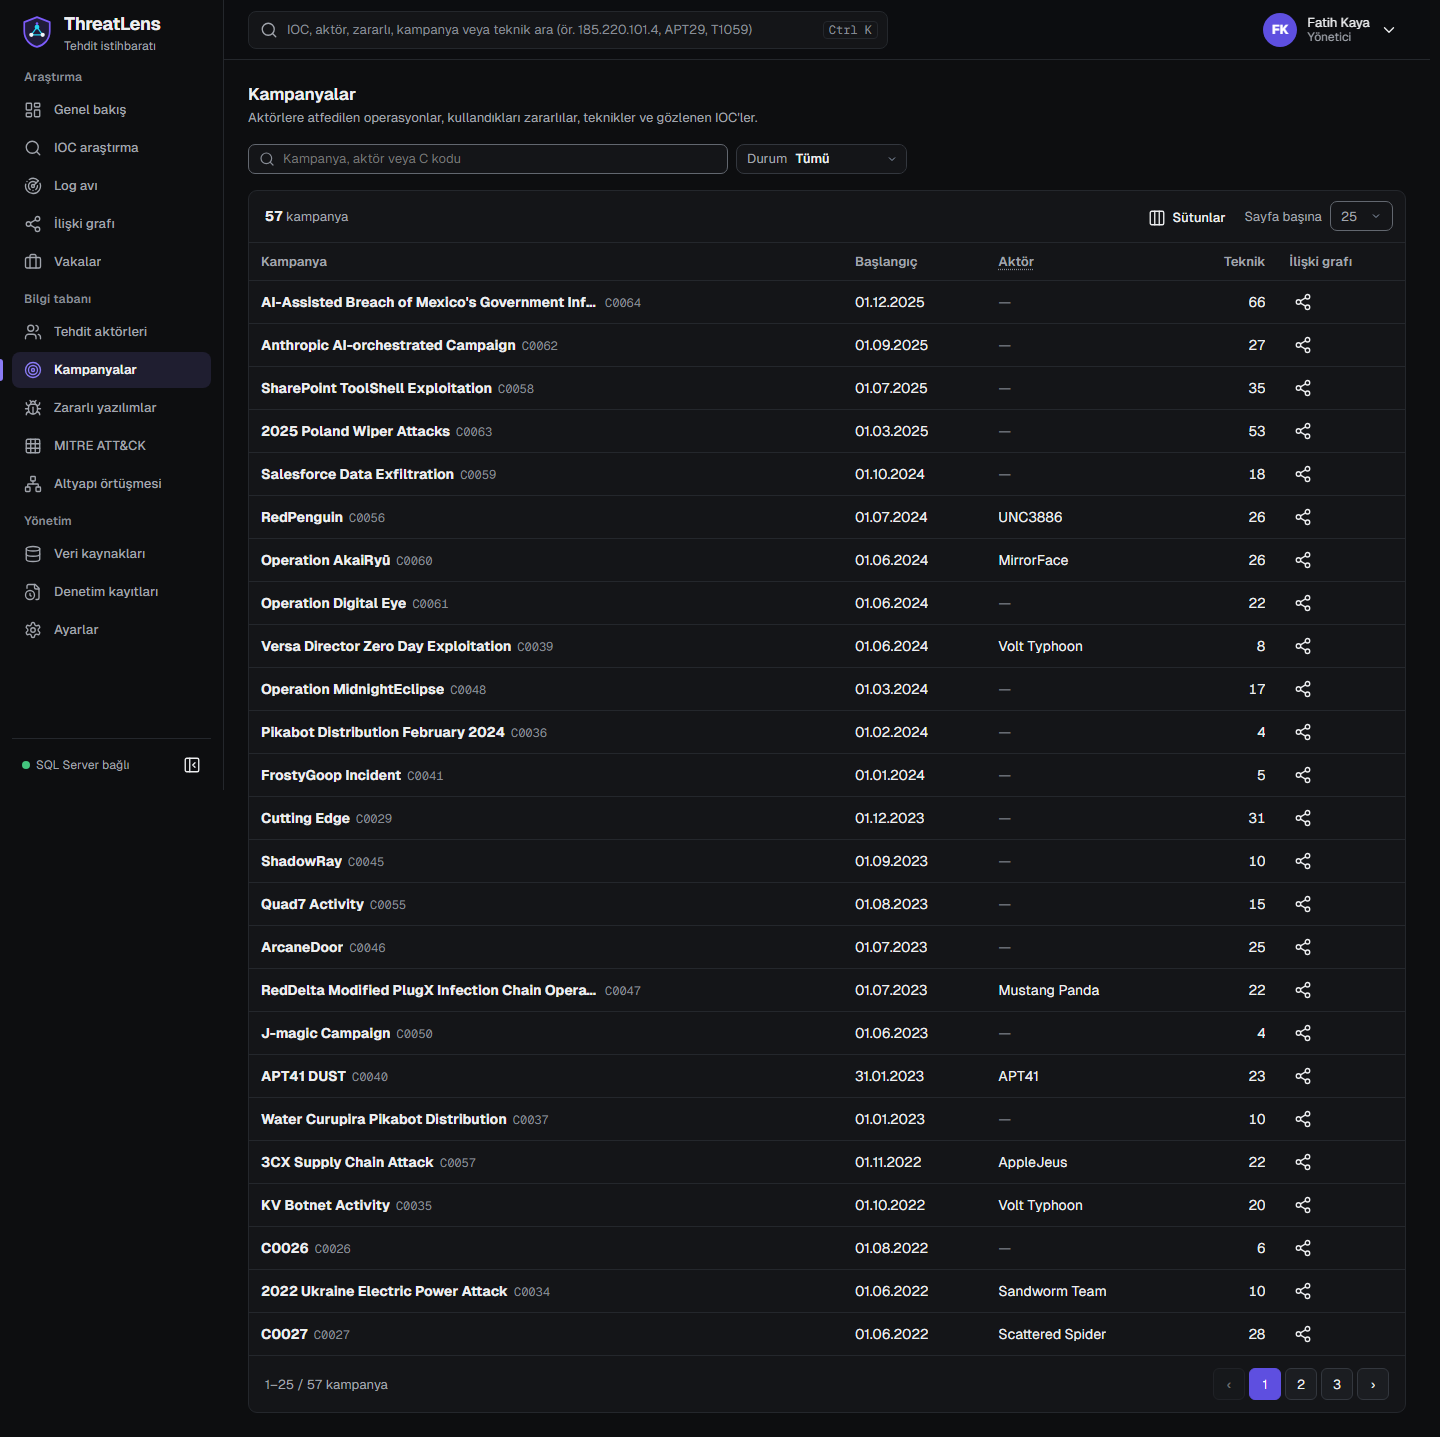 ThreatLens
Tehdit istihbaratı
IOC, aktör, zararlı, kampanya veya teknik ara (ör. 185.220.101.4, APT29, T1059)
Ctrl K
FK
Fatih Kaya
Yönetici
Araştırma
Genel bakış
IOC araştırma
Log avı
İlişki grafı
Vakalar
Bilgi tabanı
Tehdit aktörleri
Kampanyalar
Zararlı yazılımlar
MITRE ATT&CK
Altyapı örtüşmesi
Yönetim
Veri kaynakları
Denetim kayıtları
Ayarlar
SQL Server bağlı
Kampanyalar
Aktörlere atfedilen operasyonlar, kullandıkları zararlılar, teknikler ve gözlenen IOC'ler.
Kampanya, aktör veya C kodu
Durum Tümü
57 kampanya
Sütunlar
Sayfa başına 25
Kampanya Başlangıç Aktör Teknik İlişki grafı
AI-Assisted Breach of Mexico's Government Inf... C0064 01.12.2025 — 66
Anthropic AI-orchestrated Campaign C0062 01.09.2025 — 27
SharePoint ToolShell Exploitation C0058 01.07.2025 — 35
2025 Poland Wiper Attacks C0063 01.03.2025 — 53
Salesforce Data Exfiltration C0059 01.10.2024 — 18
RedPenguin C0056 01.07.2024 UNC3886 26
Operation AkaiRyū C0060 01.06.2024 MirrorFace 26
Operation Digital Eye C0061 01.06.2024 — 22
Versa Director Zero Day Exploitation C0039 01.06.2024 Volt Typhoon 8
Operation MidnightEclipse C0048 01.03.2024 — 17
Pikabot Distribution February 2024 C0036 01.02.2024 — 4
FrostyGoop Incident C0041 01.01.2024 — 5
Cutting Edge C0029 01.12.2023 — 31
ShadowRay C0045 01.09.2023 — 10
Quad7 Activity C0055 01.08.2023 — 15
ArcaneDoor C0046 01.07.2023 — 25
RedDelta Modified PlugX Infection Chain Opera... C0047 01.07.2023 Mustang Panda 22
J-magic Campaign C0050 01.06.2023 — 4
APT41 DUST C0040 31.01.2023 APT41 23
Water Curupira Pikabot Distribution C0037 01.01.2023 — 10
3CX Supply Chain Attack C0057 01.11.2022 AppleJeus 22
KV Botnet Activity C0035 01.10.2022 Volt Typhoon 20
C0026 C0026 01.08.2022 — 6
2022 Ukraine Electric Power Attack C0034 01.06.2022 Sandworm Team 10
C0027 C0027 01.06.2022 Scattered Spider 28
1–25 / 57 kampanya
‹ 1 2 3 ›